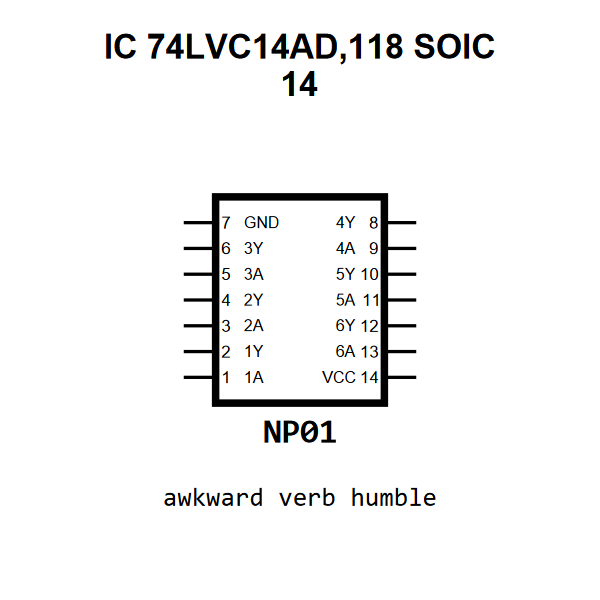 IC 74LVC14AD,118 SOIC
14
7 GND 4Y 8
6 3Y 4A 9
5 3A 5Y 10
4 2Y 5A 11
3 2A 6Y 12
2 1Y 6A 13
1 1A VCC 14
NP01
awkward verb humble